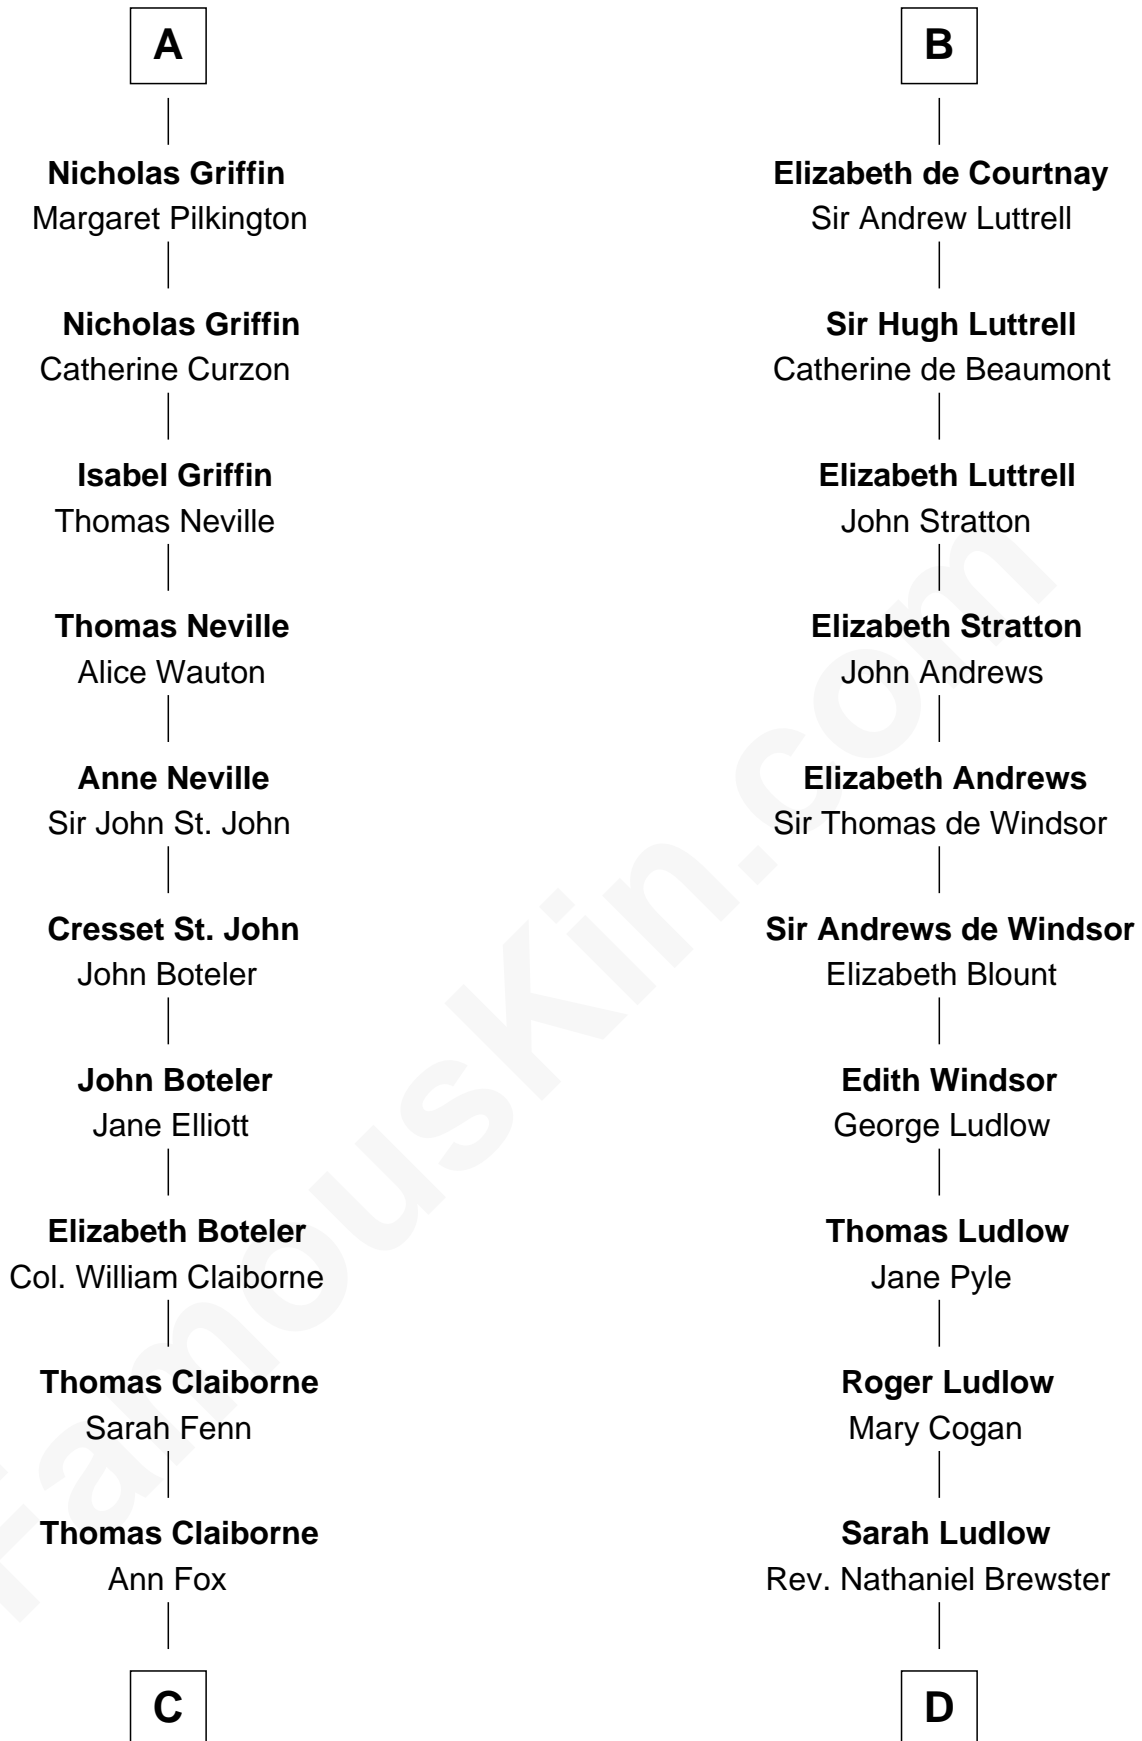 A
Nicholas Griffin
Margaret Pilkington
Nicholas Griffin
Catherine Curzon
Isabel Griffin
Thomas Neville
Thomas Neville
Alice Wauton
Anne Neville
Sir John St. John
Cresset St. John
John Boteler
John Boteler
Jane Elliott
Elizabeth Boteler
Col. William Claiborne
Thomas Claiborne
Sarah Fenn
Thomas Claiborne
Ann Fox
C
B
Elizabeth de Courtnay
Sir Andrew Luttrell
Sir Hugh Luttrell
Catherine de Beaumont
Elizabeth Luttrell
John Stratton
Elizabeth Stratton
John Andrews
Elizabeth Andrews
Sir Thomas de Windsor
Sir Andrews de Windsor
Elizabeth Blount
Edith Windsor
George Ludlow
Thomas Ludlow
Jane Pyle
Roger Ludlow
Mary Cogan
Sarah Ludlow
Rev. Nathaniel Brewster
D
FamousKin.com